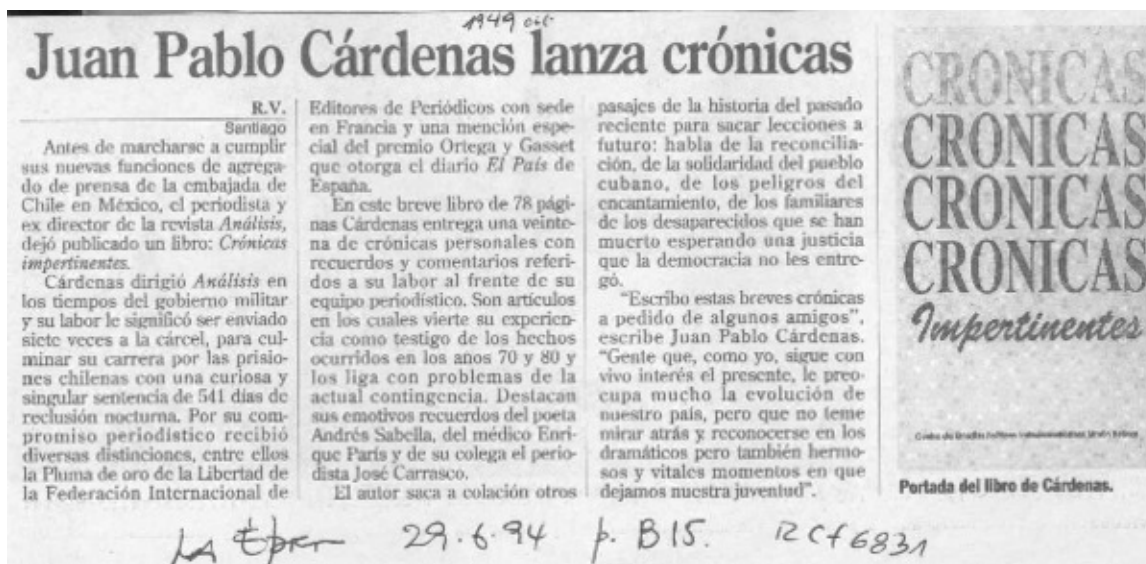 1949
Juan Pablo Cárdenas lanza crónicas
R.V.
Santiago
Antes de marcharse a cumplir
sus nuevas funciones de agrega-
do de prensa de la embajada de
Chile en México, el periodista y
ex director de la revista Análisis,
dejó publicado un libro: Crónicas
impertinentes.
Cárdenas dirigió Análisis en
los tiempos del gobierno militar
y su labor le significó ser enviado
siete veces a la cárcel, para cul-
minar su carrera por las prisio-
nes chilenas con una curiosa y
singular sentencia de 541 días de
reclusión nocturna. Por su com-
promiso periodístico recibió
diversas distinciones, entre ellos
la Pluma de oro de la Libertad de
la Federación Internacional de
Editores de Periódicos con sede
en Francia y una mención espe-
cial del premio Ortega y Gasset
que otorga el diario El País de
España.
En este breve libro de 78 pági-
nas Cárdenas entrega una veinte-
na de crónicas personales con
recuerdos y comentarios referi-
dos a su labor al frente de su
equipo periodístico. Son artículos
en los cuales vierte su experien-
cia como testigo de los hechos
ocurridos en los años 70 y 80 y
los liga con problemas de la
actual contingencia. Destacan
sus emotivos recuerdos del poeta
Andrés Sabella, del médico Enri-
que París y de su colega el perio-
dista José Carrasco.
El autor saca a colación otros
pasajes de la historia del pasado
reciente para sacar lecciones a
futuro: habla de la reconcilia-
ción, de la solidaridad del pueblo
cubano, de los peligros del
encantamiento, de los familiares
de los desaparecidos que se han
muerto esperando una justicia
que la democracia no les entre-
gó.
"Escribo estas breves crónicas
a pedido de algunos amigos",
escribe Juan Pablo Cárdenas.
"Gente que, como yo, sigue con
vivo interés el presente, le preo-
cupa mucho la evolución de
nuestro país, pero que no teme
mirar atrás y reconocerse en los
dramáticos pero también hermo-
sos y vitales momentos en que
dejamos nuestra juventud".
CRONICAS
CRONICAS
CRONICAS
CRONICAS
Impertinentes
Portada del libro de Cárdenas.
La Epoca 29.6.94 p. B15. RCf6831